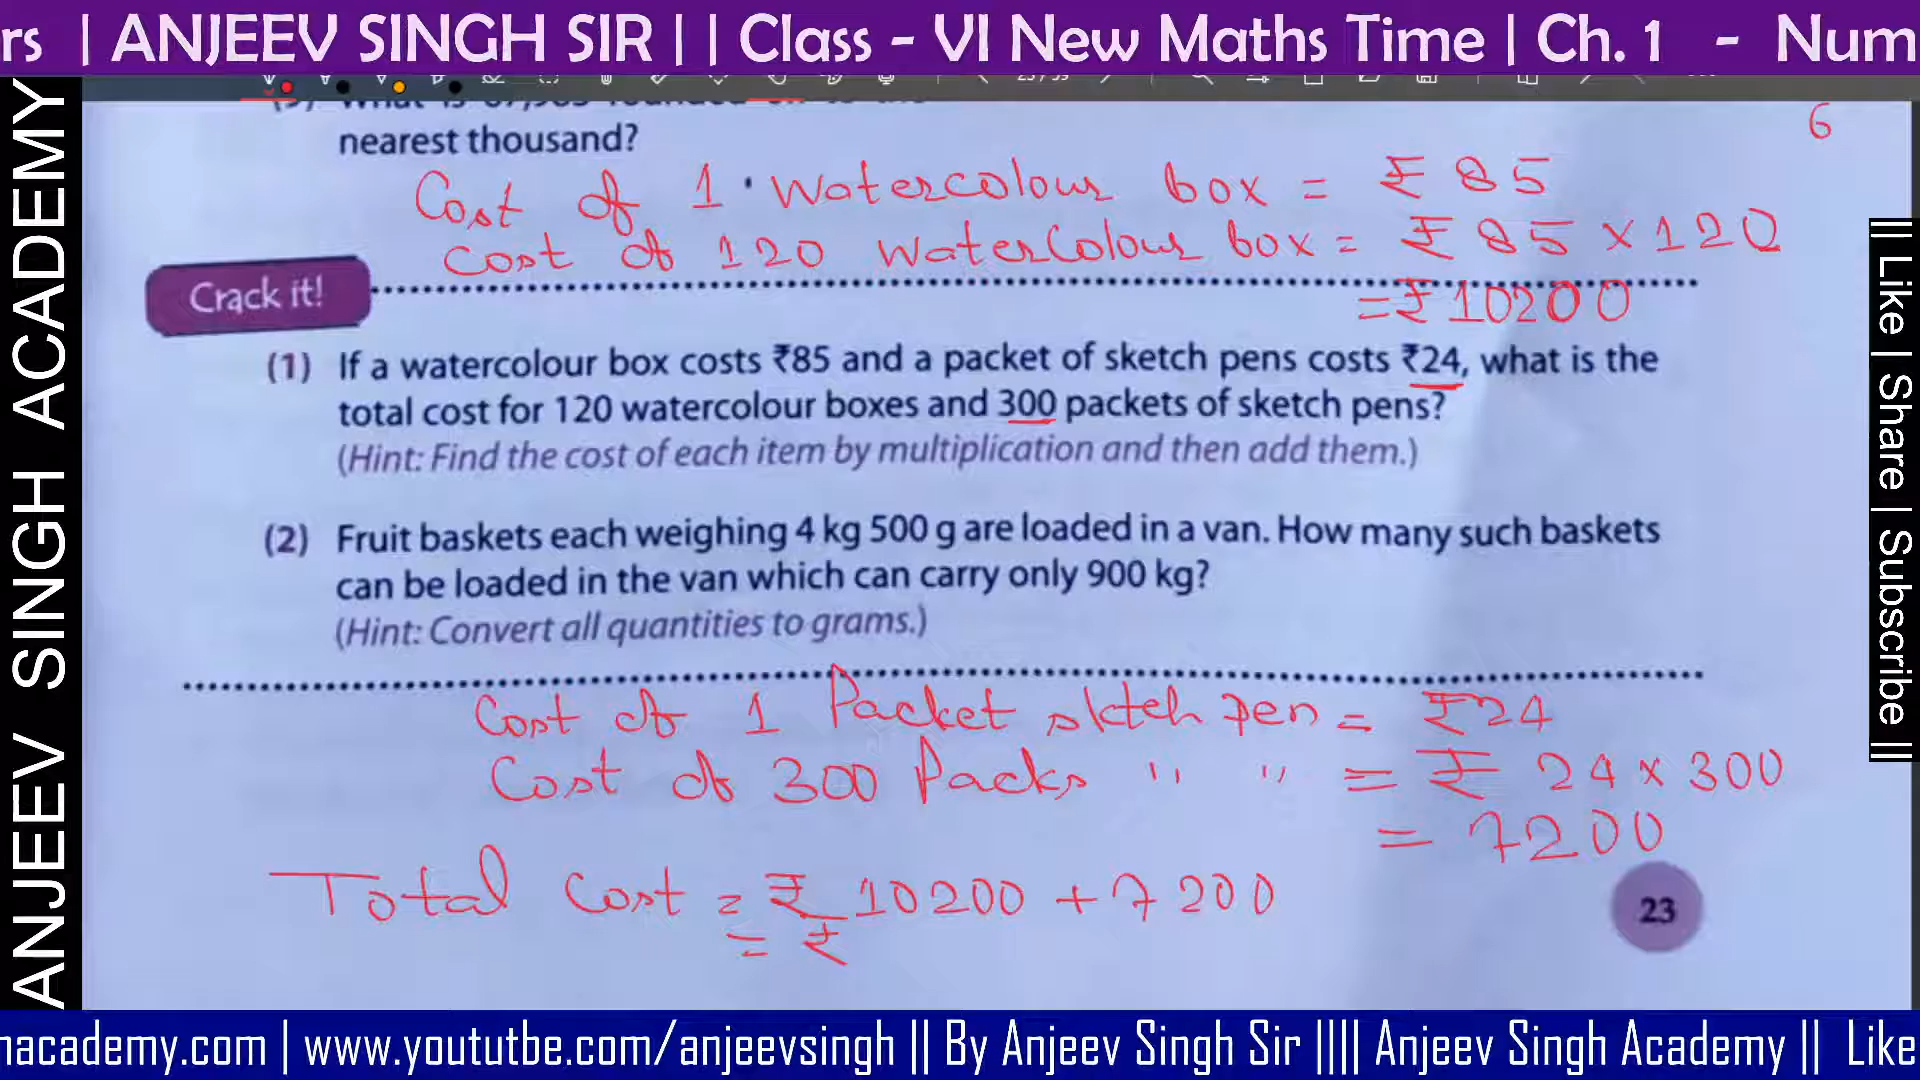 rs | ANJEEV SINGH SIR | | Class - VI New Maths Time | Ch. 1 - Num
ANJEEV SINGH ACADEMY
nearest thousand?
6
Cost of 1 Watercolour box = ₹ 85
Cost of 120 Watercolour box = ₹ 85 × 120
= ₹ 10200
Crack it!
(1) If a watercolour box costs ₹85 and a packet of sketch pens costs ₹24, what is the
total cost for 120 watercolour boxes and 300 packets of sketch pens?
(Hint: Find the cost of each item by multiplication and then add them.)
(2) Fruit baskets each weighing 4 kg 500 g are loaded in a van. How many such baskets
can be loaded in the van which can carry only 900 kg?
(Hint: Convert all quantities to grams.)
Cost of 1 Packet sktch pen = ₹24
Cost of 300 Packs " " = ₹ 24 × 300
= 7200
Total Cost = ₹ 10200 + 7200
= ₹
23
||| Like | Share | Subscribe |||
nacademy.com | www.yoututbe.com/anjeevsingh || By Anjeev Singh Sir |||| Anjeev Singh Academy || Like